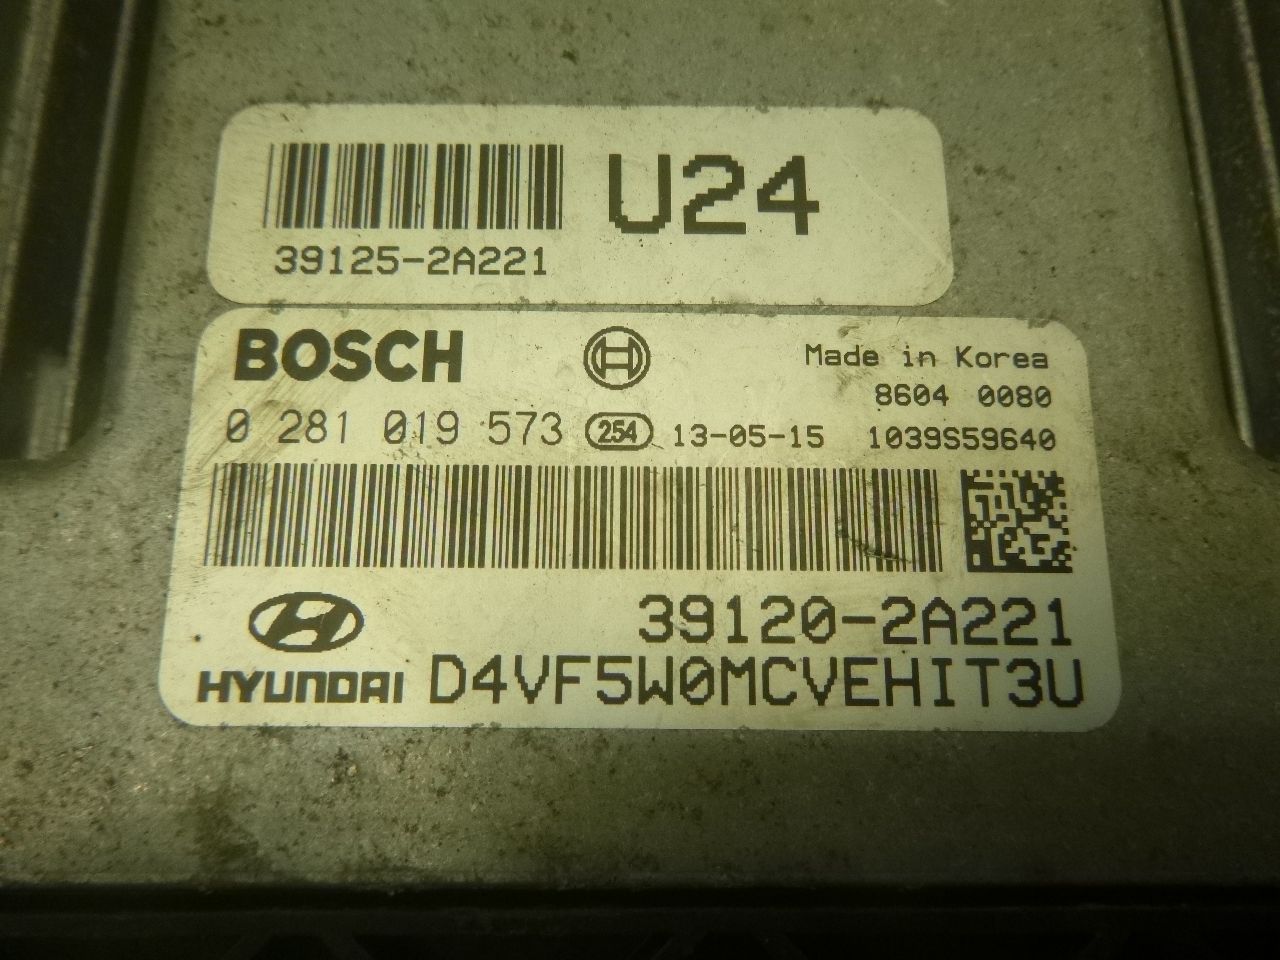 U24
39125-2A221
BOSCH
Made in Korea
8604 0080
0 281 019 573 254 13-05-15 1039S59640
39120-2A221
HYUNDAI D4VF5W0MCVEHIT3U